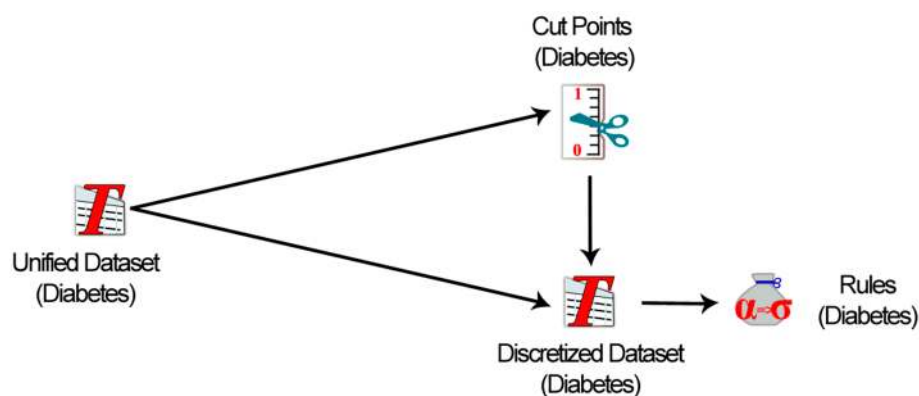 Cut Points
(Diabetes)
1
0
T
Unified Dataset
(Diabetes)
T
Discretized Dataset
(Diabetes)
α⇒σ
Rules
(Diabetes)